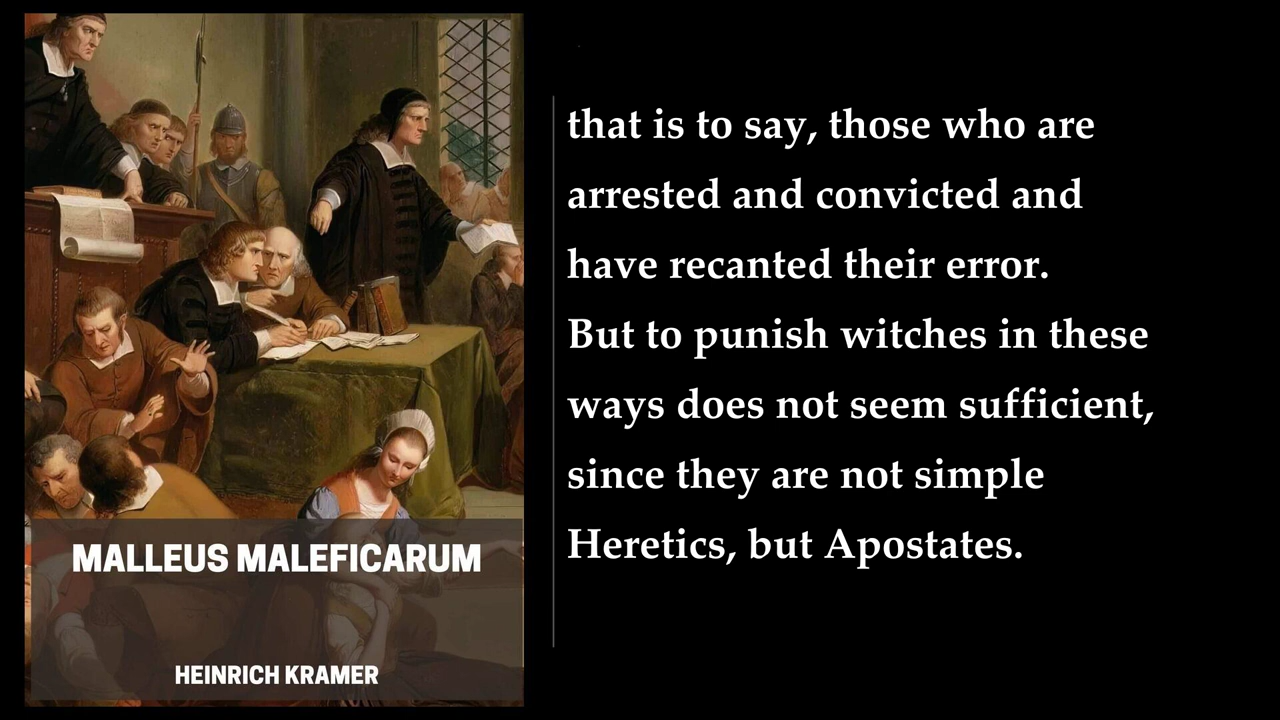 MALLEUS MALEFICARUM
HEINRICH KRAMER
that is to say, those who are
arrested and convicted and
have recanted their error.
But to punish witches in these
ways does not seem sufficient,
since they are not simple
Heretics, but Apostates.